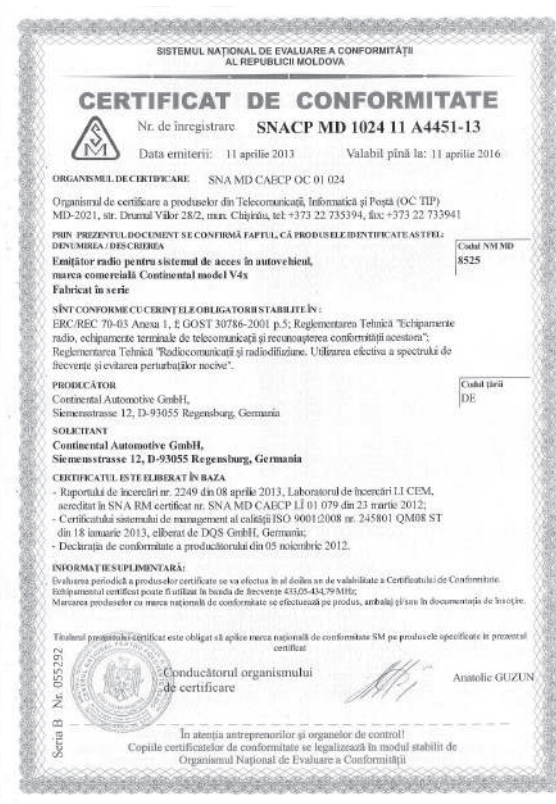 SISTEMUL NAȚIONAL DE EVALUARE A CONFORMITĂȚII
AL REPUBLICII MOLDOVA
CERTIFICAT DE CONFORMITATE
Nr. de înregistrare SNACP MD 1024 11 A4451-13
Data emiterii: 11 aprilie 2013 Valabil pînă la: 11 aprilie 2016
ORGANISMUL DE CERTIFICARE SNA MD CAECP OC 01 024
Organismul de certificare a produselor din Telecomunicații, Informatică și Poștă (OC TIP)
MD-2021, str. Drumul Viilor 28/2, mun. Chișinău, tel: +373 22 735394, fax: +373 22 733941
PRIN PREZENTUL DOCUMENT SE CONFIRMĂ FAPTUL, CĂ PRODUSELE IDENTIFICATE ASTFEL:
DENUMIREA / DESCRIEREA
Codul NM MD
Emițător radio pentru sistemul de acces în autovehicul,
8525
marca comercială Continental model V4x
Fabricat în serie
SÎNT CONFORME CU CERINȚELE OBLIGATORII STABILITE ÎN :
ERC/REC 70-03 Anexa 1, f; GOST 30786-2001 p.5; Reglementarea Tehnică "Echipamente
radio, echipamente terminale de telecomunicații și recunoașterea conformității acestora";
Reglementarea Tehnică "Radiocomunicații și radiodifuziune. Utilizarea efectiva a spectrului de
frecvențe și evitarea perturbațiilor nocive".
PRODUCĂTOR
Codul țării
Continental Automotive GmbH,
DE
Siemensstrasse 12, D-93055 Regensburg, Germania
SOLICITANT
Continental Automotive GmbH,
Siemensstrasse 12, D-93055 Regensburg, Germania
CERTIFICATUL ESTE ELIBERAT ÎN BAZA
- Raportului de încercări nr. 2249 din 08 aprilie 2013, Laboratorul de încercări LI CEM,
acreditat în SNA RM certificat nr. SNA MD CAECP LÎ 01 079 din 23 martie 2012;
- Certificatului sistemului de management al calității ISO 9001:2008 nr. 245801 QM08 ST
din 18 ianuarie 2013, eliberat de DQS GmbH, Germania;
- Declarația de conformitate a producătorului din 05 noiembrie 2012.
INFORMAȚIE SUPLIMENTARĂ:
Evaluarea periodică a produselor certificate se va efectua în al doilea an de valabilitate a Certificatului de Conformitate.
Echipamentul certificat poate fi utilizat în banda de frecvențe 433,05-434,79 MHz;
Marcarea produselor cu marca națională de conformitate se efectuează pe produs, ambalaj și/sau în documentația de însoțire.
Titularul prezentului certificat este obligat să aplice marca națională de conformitate SM pe produsele specificate în prezentul
certificat
Conducătorul organismului
de certificare
Anatolie GUZUN
Seria B Nr. 055292
În atenția antreprenorilor și organelor de control!
Copiile certificatelor de conformitate se legalizează în modul stabilit de
Organismul Național de Evaluare a Conformității